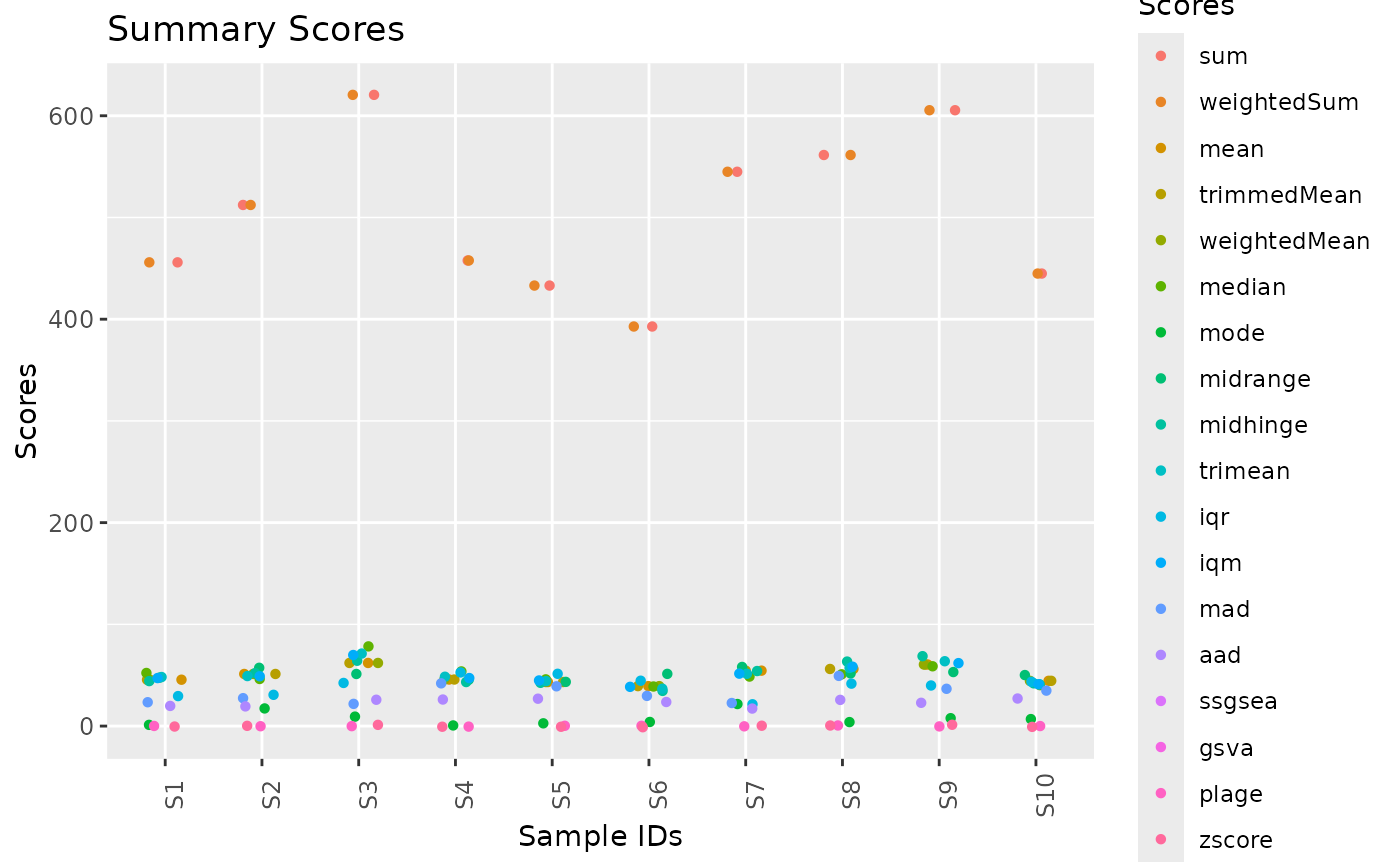 Summary Scores
Scores
600
400
200
0
Scores
S1
S2
S3
S4
S5
S6
S7
S8
S9
S10
Sample IDs
sum
weightedSum
mean
trimmedMean
weightedMean
median
mode
midrange
midhinge
trimean
iqr
iqm
mad
aad
ssgsea
gsva
plage
zscore